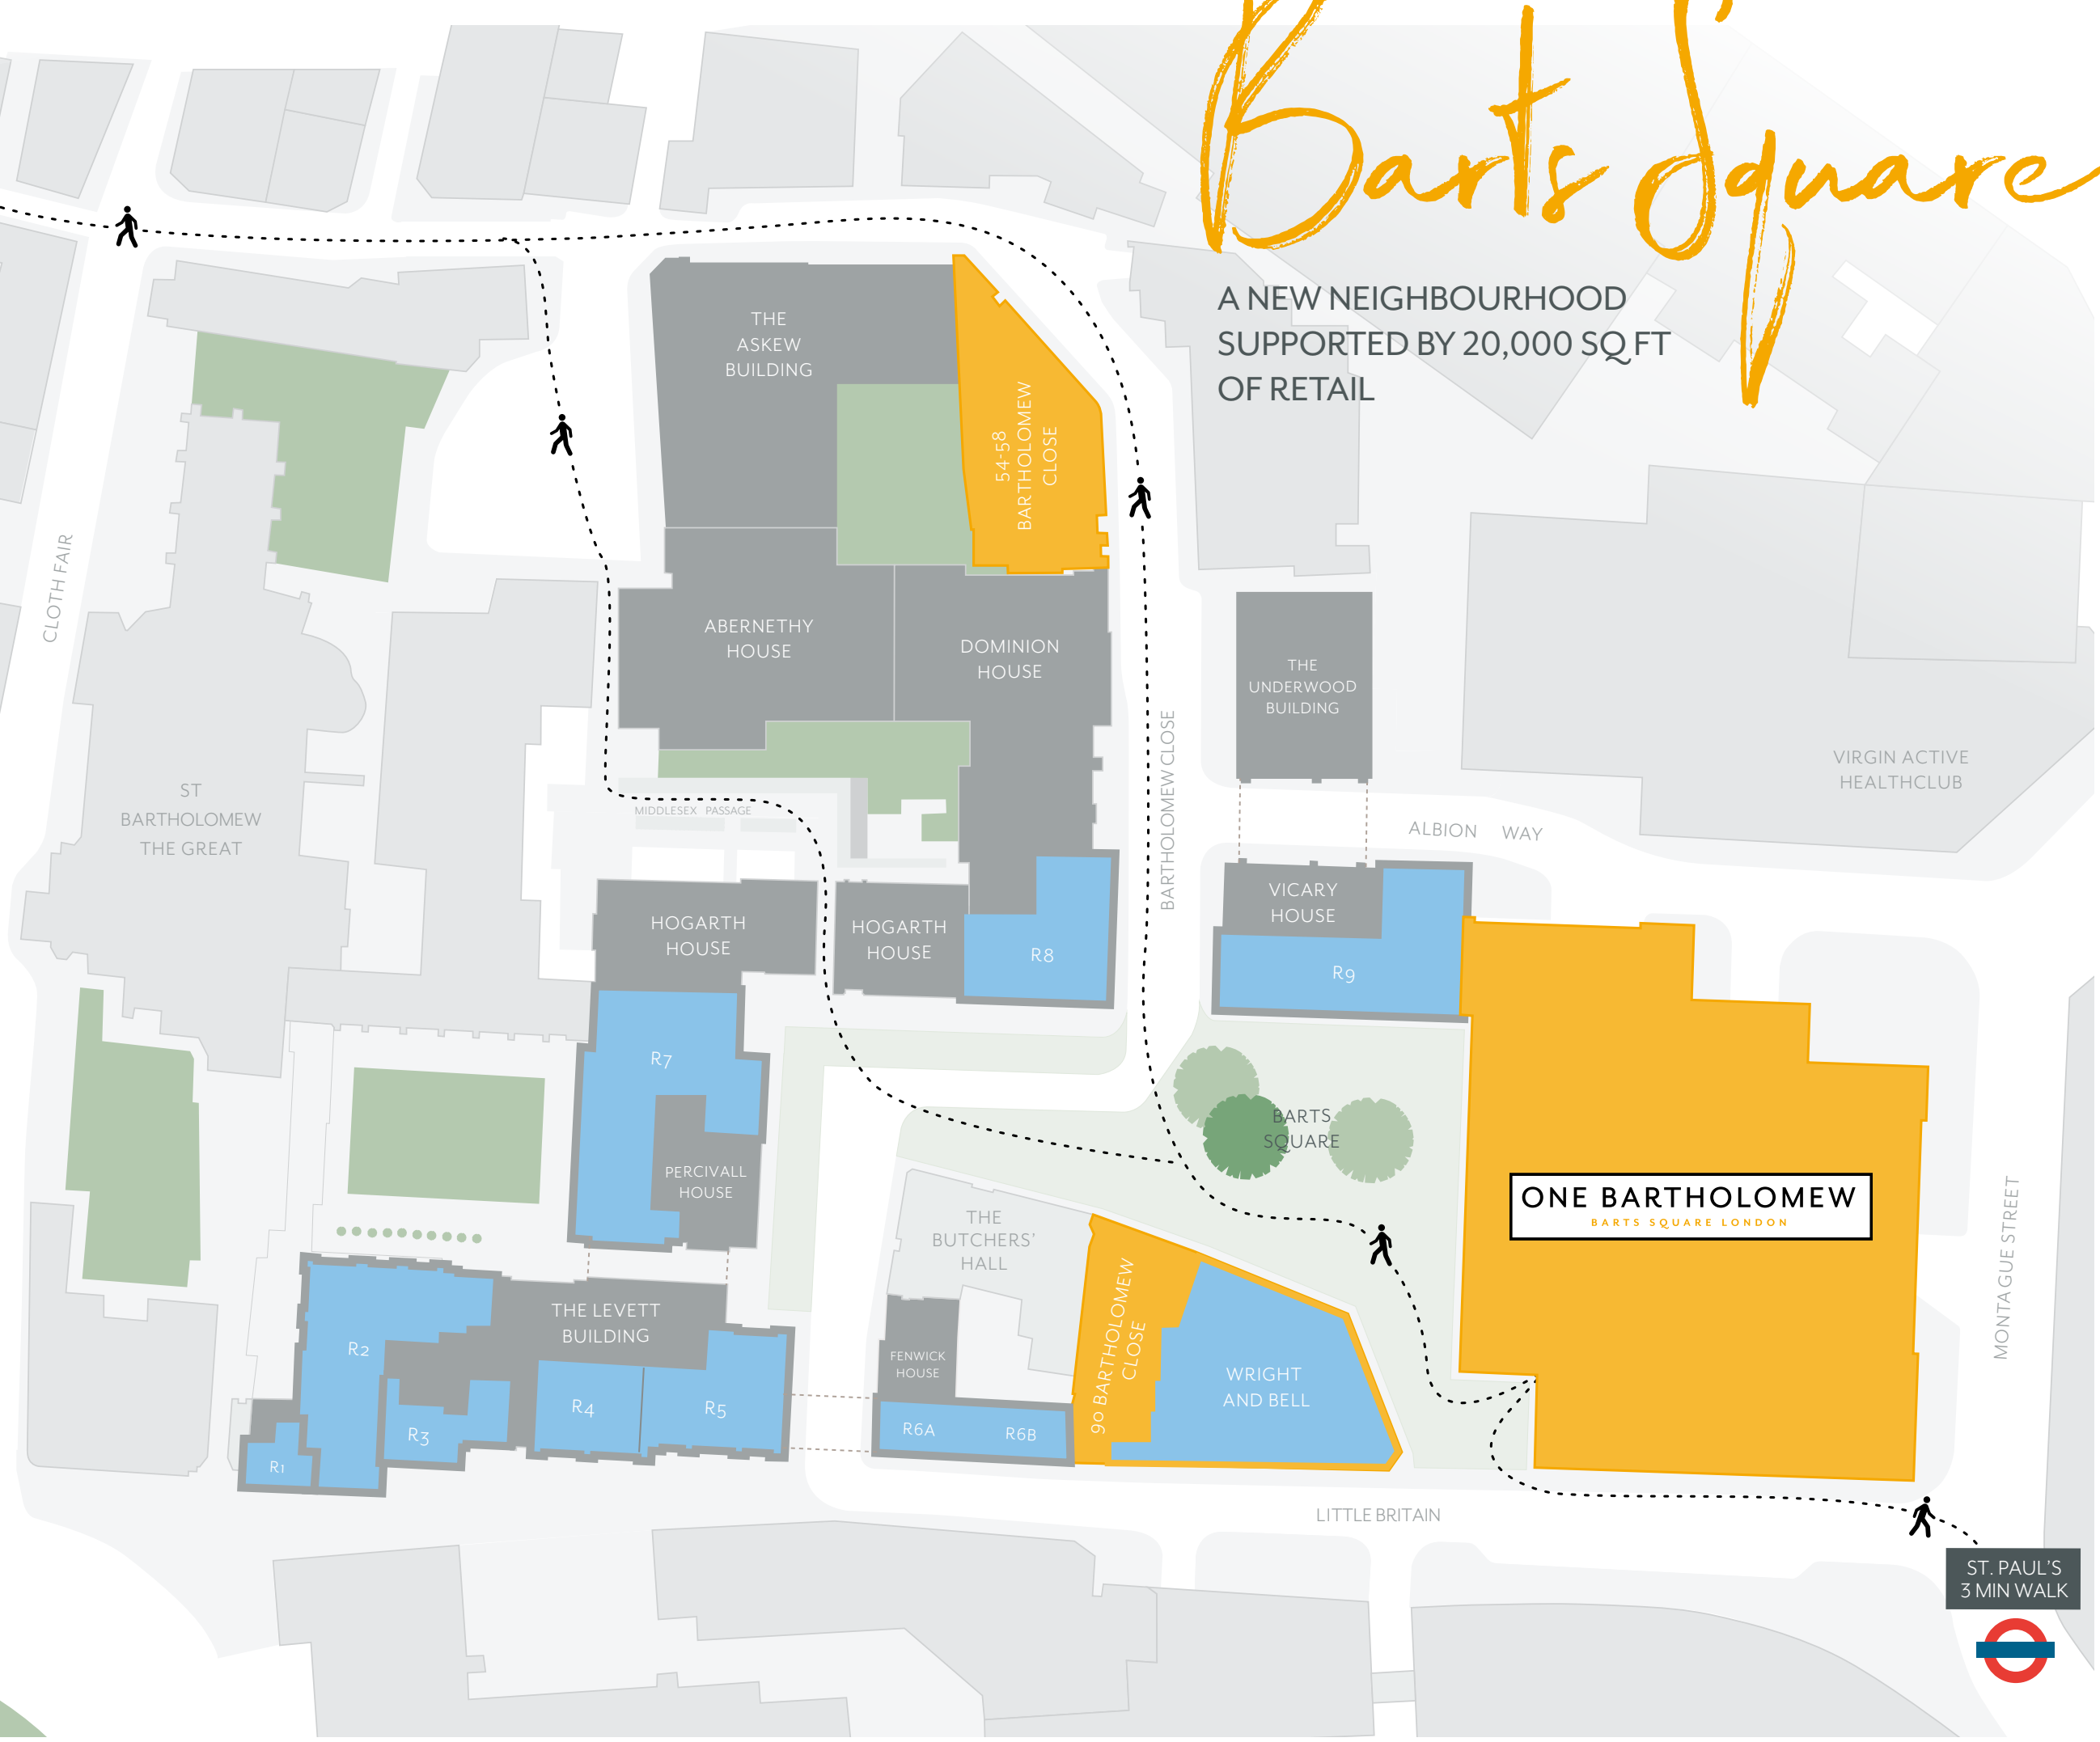 Barts Square
A NEW NEIGHBOURHOOD
SUPPORTED BY 20,000 SQ FT
OF RETAIL
THE
ASKEW
BUILDING
54-58
BARTHOLOMEW
CLOSE
CLOTH FAIR
ABERNETHY
HOUSE
DOMINION
HOUSE
THE
UNDERWOOD
BUILDING
VIRGIN ACTIVE
HEALTHCLUB
ST
BARTHOLOMEW
THE GREAT
MIDDLESEX PASSAGE
BARTHOLOMEW CLOSE
ALBION WAY
HOGARTH
HOUSE
HOGARTH
HOUSE
R8
VICARY
HOUSE
R9
R7
PERCIVALL
HOUSE
BARTS
SQUARE
ONE BARTHOLOMEW
BARTS SQUARE LONDON
MONTAGUE STREET
THE
BUTCHERS'
HALL
THE LEVETT
BUILDING
R2
R4
R5
R3
R1
FENWICK
HOUSE
R6A
R6B
90 BARTHOLOMEW
CLOSE
WRIGHT
AND BELL
LITTLE BRITAIN
ST. PAUL'S
3 MIN WALK